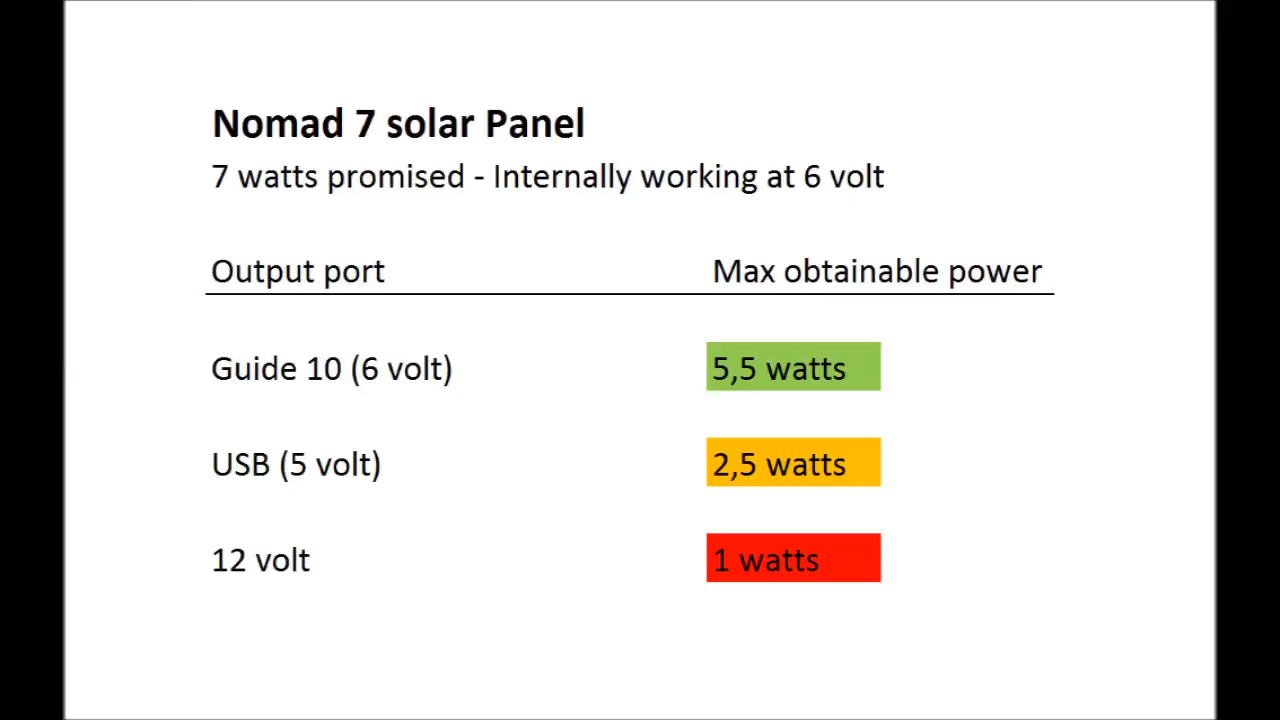 Nomad 7 solar Panel
7 watts promised - Internally working at 6 volt
Output port Max obtainable power
Guide 10 (6 volt) 5,5 watts
USB (5 volt) 2,5 watts
12 volt 1 watts